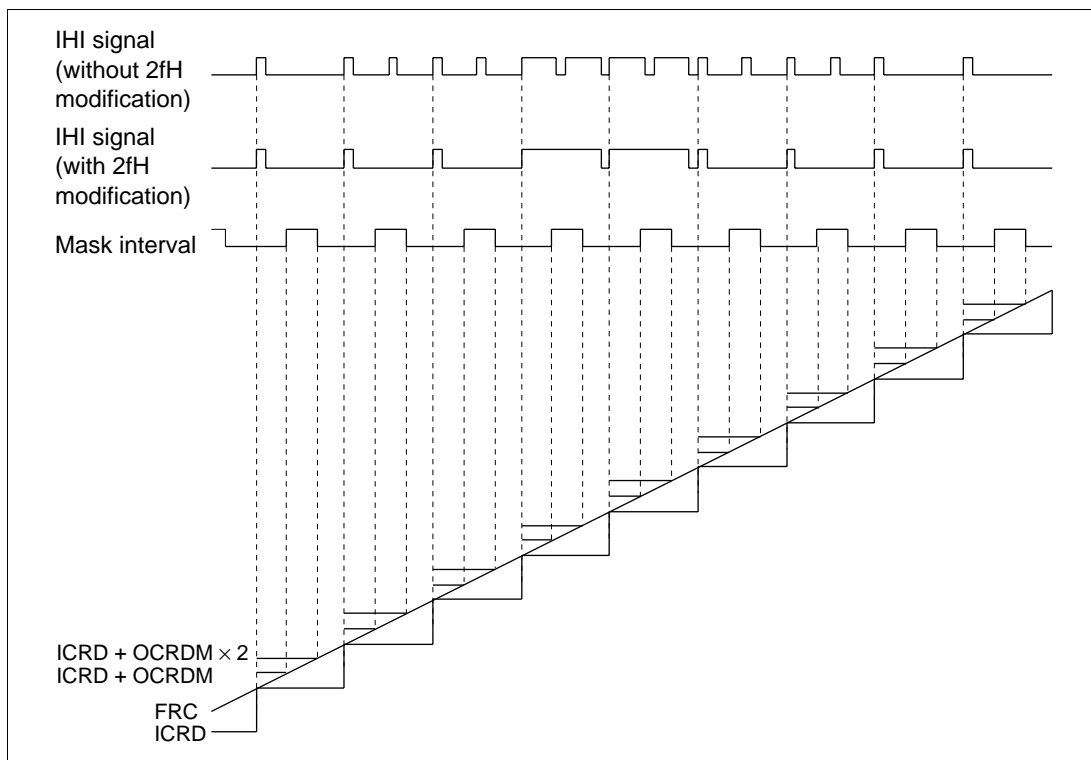 IHI signal
(without 2fH
modification)
IHI signal
(with 2fH
modification)
Mask interval
ICRD + OCRDM × 2
ICRD + OCRDM
FRC
ICRD